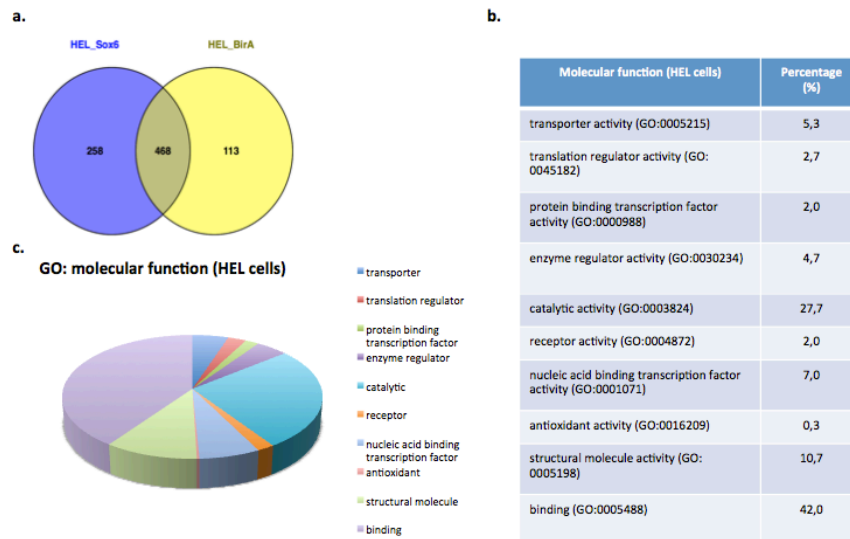 a.
HEL_Sox6
HEL_BirA
258
468
113
b.
Molecular function (HEL cells)
Percentage
(%)
transporter activity (GO:0005215)
5,3
translation regulator activity (GO:
0045182)
2,7
protein binding transcription factor
activity (GO:0000988)
2,0
enzyme regulator activity (GO:0030234)
4,7
catalytic activity (GO:0003824)
27,7
receptor activity (GO:0004872)
2,0
nucleic acid binding transcription factor
activity (GO:0001071)
7,0
antioxidant activity (GO:0016209)
0,3
structural molecule activity (GO:
0005198)
10,7
binding (GO:0005488)
42,0
c.
GO: molecular function (HEL cells)
transporter
translation regulator
protein binding
transcription factor
enzyme regulator
catalytic
receptor
nucleic acid binding
transcription factor
antioxidant
structural molecule
binding